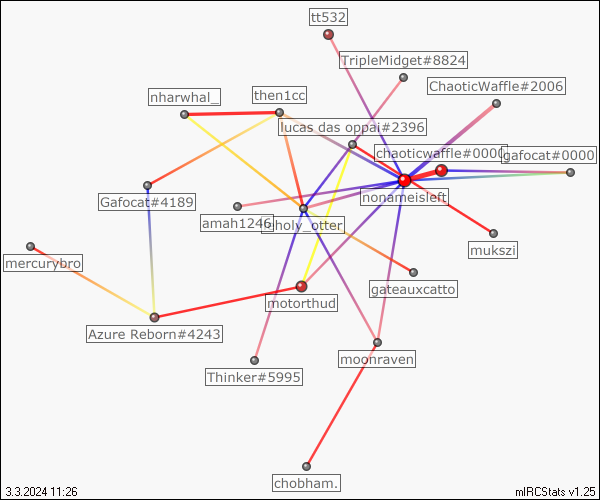 tt532
TripleMidget#8824
ChaoticWaffle#2006
nharwhal_
then1cc
lucas das oppai#2396
chaoticwaffle#0000
gafocat#0000
Gafocat#4189
nonameisleft
amah1246
holy_otter
mukszi
mercurybro
gateauxcatto
motorthud
Azure Reborn#4243
moonraven
Thinker#5995
chobham.
3.3.2024 11:26
mIRCStats v1.25